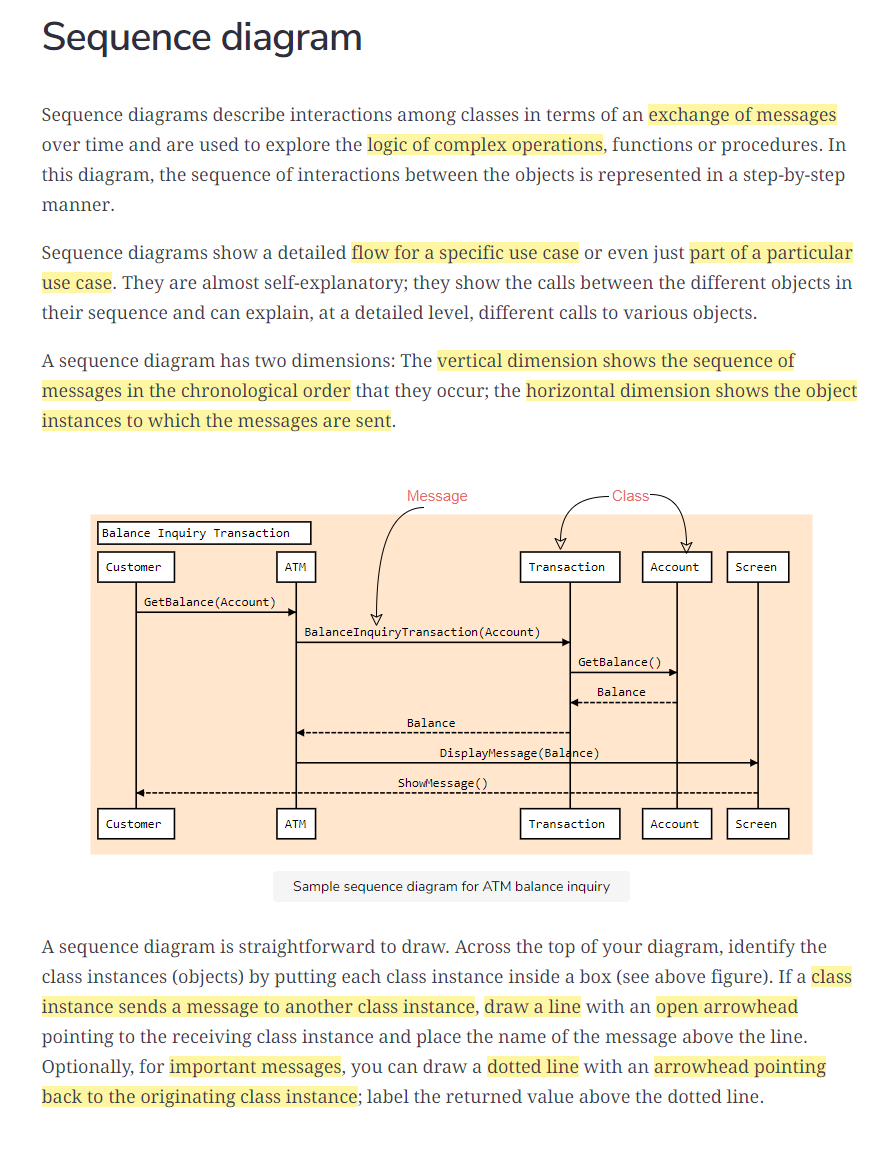 Sequence diagram
Sequence diagrams describe interactions among classes in terms of an exchange of messages
over time and are used to explore the logic of complex operations, functions or procedures. In
this diagram, the sequence of interactions between the objects is represented in a step-by-step
manner.
Sequence diagrams show a detailed flow for a specific use case or even just part of a particular
use case. They are almost self-explanatory; they show the calls between the different objects in
their sequence and can explain, at a detailed level, different calls to various objects.
A sequence diagram has two dimensions: The vertical dimension shows the sequence of
messages in the chronological order that they occur; the horizontal dimension shows the object
instances to which the messages are sent.
Message Class
Balance Inquiry Transaction
Customer ATM Transaction Account Screen
GetBalance(Account)
BalanceInquiryTransaction(Account)
GetBalance()
Balance
Balance
DisplayMessage(Balance)
ShowMessage()
Customer ATM Transaction Account Screen
Sample sequence diagram for ATM balance inquiry
A sequence diagram is straightforward to draw. Across the top of your diagram, identify the
class instances (objects) by putting each class instance inside a box (see above figure). If a class
instance sends a message to another class instance, draw a line with an open arrowhead
pointing to the receiving class instance and place the name of the message above the line.
Optionally, for important messages, you can draw a dotted line with an arrowhead pointing
back to the originating class instance; label the returned value above the dotted line.